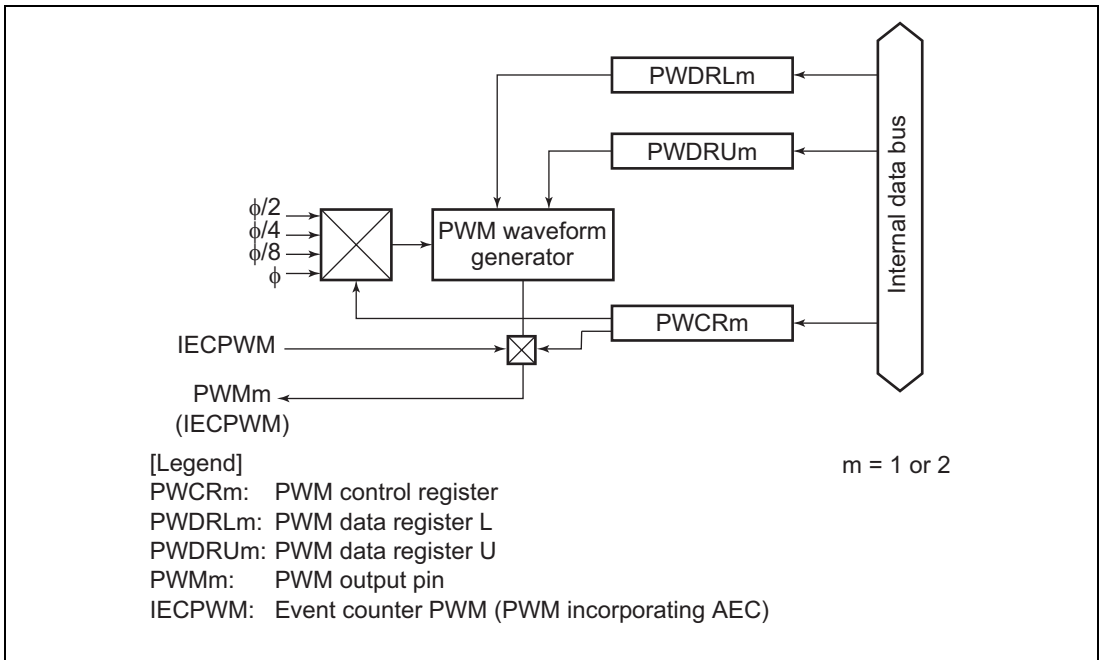 PWDRLm
PWDRUm
Internal data bus
ϕ/2
ϕ/4
ϕ/8
ϕ
PWM waveform
generator
PWCRm
IECPWM
PWMm
(IECPWM)
[Legend]
m = 1 or 2
PWCRm: PWM control register
PWDRLm: PWM data register L
PWDRUm: PWM data register U
PWMm: PWM output pin
IECPWM: Event counter PWM (PWM incorporating AEC)